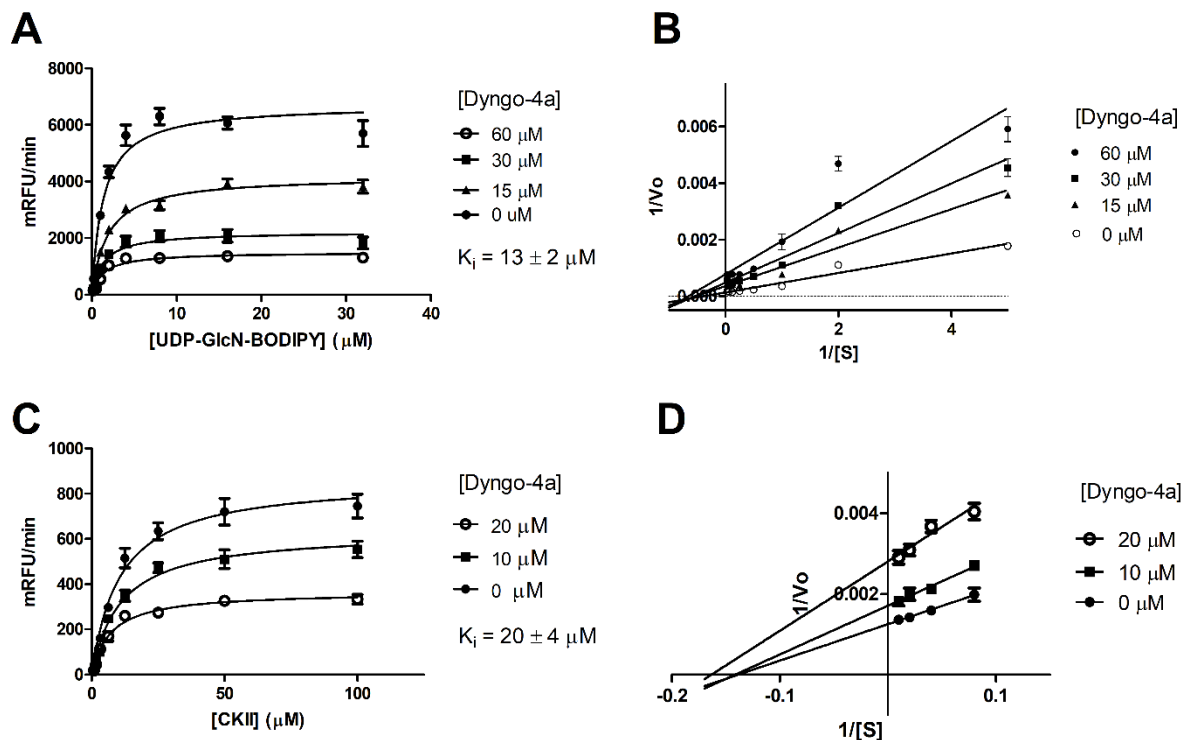 A
8000
6000
4000
2000
0
mRFU/min
0 10 20 30 40
[UDP-GlcN-BODIPY] (μM)
[Dyngo-4a]
60 μM
30 μM
15 μM
0 uM
Ki = 13 ± 2 μM
B
0.006
0.004
0.002
0.000
1/Vo
0 2 4
1/[S]
[Dyngo-4a]
60 μM
30 μM
15 μM
0 μM
C
1000
800
600
400
200
0
mRFU/min
0 50 100
[CKII] (μM)
[Dyngo-4a]
20 μM
10 μM
0 μM
Ki = 20 ± 4 μM
D
0.004
0.002
1/Vo
-0.2 -0.1 0.1
1/[S]
[Dyngo-4a]
20 μM
10 μM
0 μM